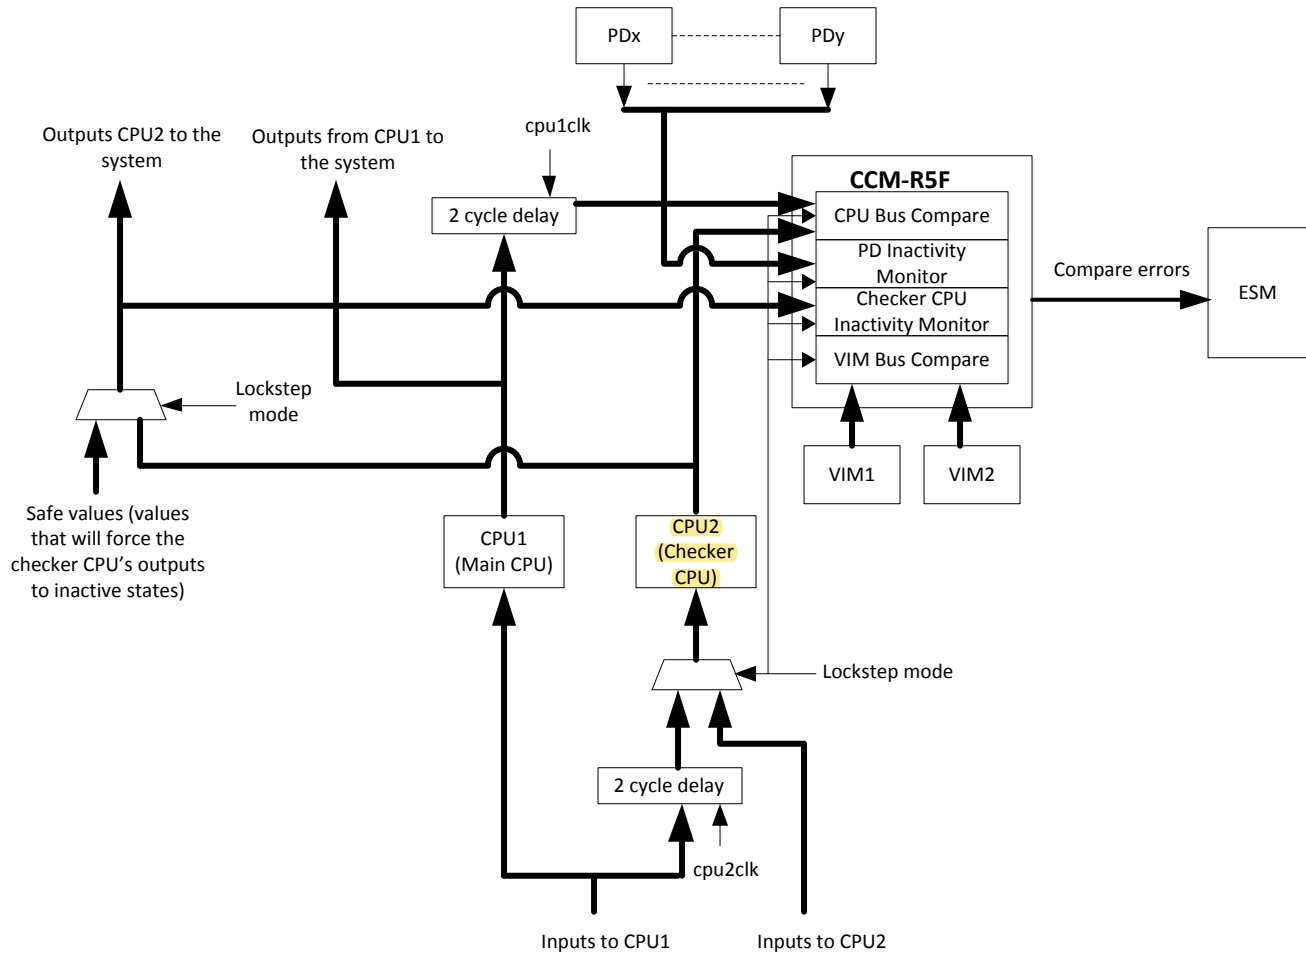 PDx
PDy
Outputs CPU2 to the
system
Outputs from CPU1 to
the system
cpu1clk
2 cycle delay
CCM-R5F
CPU Bus Compare
PD Inactivity
Monitor
Checker CPU
Inactivity Monitor
VIM Bus Compare
Compare errors
ESM
Lockstep
mode
VIM1
VIM2
Safe values (values
that will force the
checker CPU's outputs
to inactive states)
CPU1
(Main CPU)
CPU2
(Checker
CPU)
Lockstep mode
2 cycle delay
cpu2clk
Inputs to CPU1
Inputs to CPU2